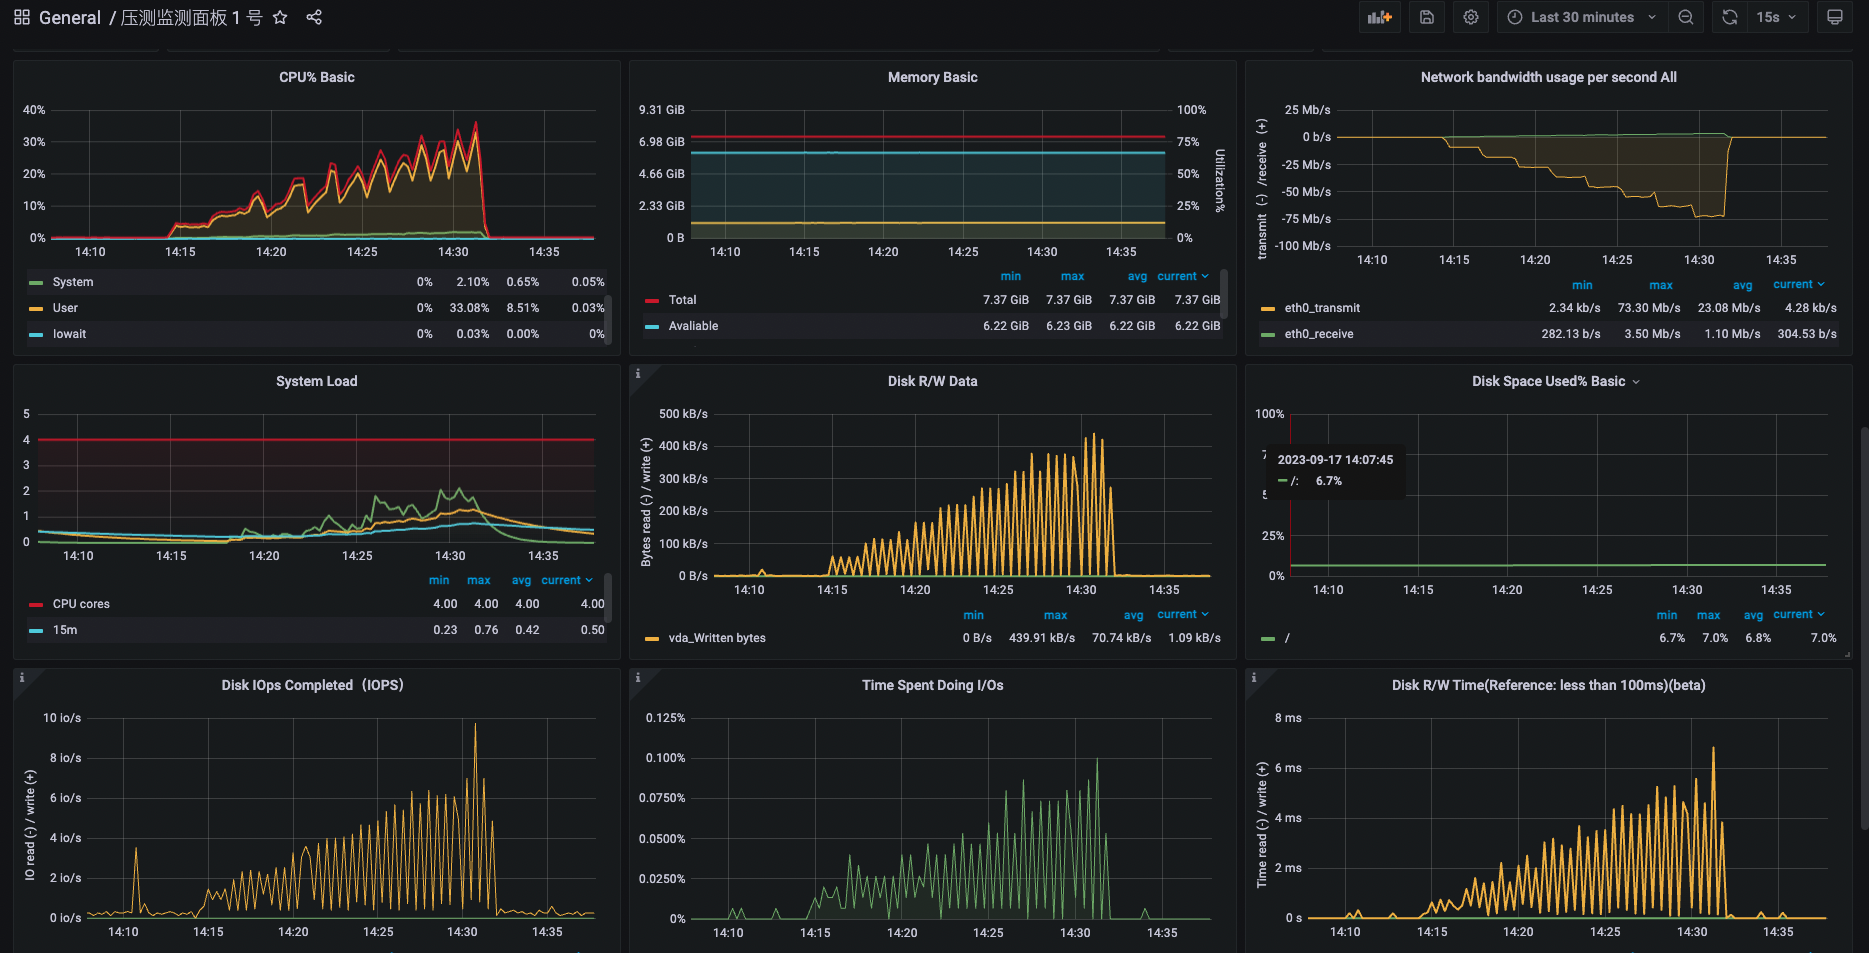 General / 压测监测面板 1 号
Last 30 minutes
15s
CPU% Basic
40%
30%
20%
10%
0%
14:10 14:15 14:20 14:25 14:30 14:35
System 0% 2.10% 0.65% 0.05%
User 0% 33.08% 8.51% 0.03%
Iowait 0% 0.03% 0.00% 0%
Memory Basic
9.31 GiB 100%
6.98 GiB 75%
4.66 GiB 50%
2.33 GiB 25%
0 B 0%
Utilization%
14:10 14:15 14:20 14:25 14:30 14:35
min max avg current
Total 7.37 GiB 7.37 GiB 7.37 GiB 7.37 GiB
Avaliable 6.22 GiB 6.23 GiB 6.22 GiB 6.22 GiB
Network bandwidth usage per second All
transmit (-) /receive (+)
25 Mb/s
0 b/s
-25 Mb/s
-50 Mb/s
-75 Mb/s
-100 Mb/s
14:10 14:15 14:20 14:25 14:30 14:35
min max avg current
eth0_transmit 2.34 kb/s 73.30 Mb/s 23.08 Mb/s 4.28 kb/s
eth0_receive 282.13 b/s 3.50 Mb/s 1.10 Mb/s 304.53 b/s
System Load
5
4
3
2
1
0
14:10 14:15 14:20 14:25 14:30 14:35
min max avg current
CPU cores 4.00 4.00 4.00 4.00
15m 0.23 0.76 0.42 0.50
i
Disk R/W Data
Bytes read (-) / write (+)
500 kB/s
400 kB/s
300 kB/s
200 kB/s
100 kB/s
0 B/s
14:10 14:15 14:20 14:25 14:30 14:35
min max avg current
vda_Written bytes 0 B/s 439.91 kB/s 70.74 kB/s 1.09 kB/s
Disk Space Used% Basic
100%
7
5
25%
0%
2023-09-17 14:07:45
/: 6.7%
14:10 14:15 14:20 14:25 14:30 14:35
min max avg current
/ 6.7% 7.0% 6.8% 7.0%
i
Disk IOps Completed（IOPS）
IO read (-) / write (+)
10 io/s
8 io/s
6 io/s
4 io/s
2 io/s
0 io/s
14:10 14:15 14:20 14:25 14:30 14:35
i
Time Spent Doing I/Os
0.125%
0.100%
0.0750%
0.0500%
0.0250%
0%
14:10 14:15 14:20 14:25 14:30 14:35
i
Disk R/W Time(Reference: less than 100ms)(beta)
Time read (-) / write (+)
8 ms
6 ms
4 ms
2 ms
0 s
14:10 14:15 14:20 14:25 14:30 14:35